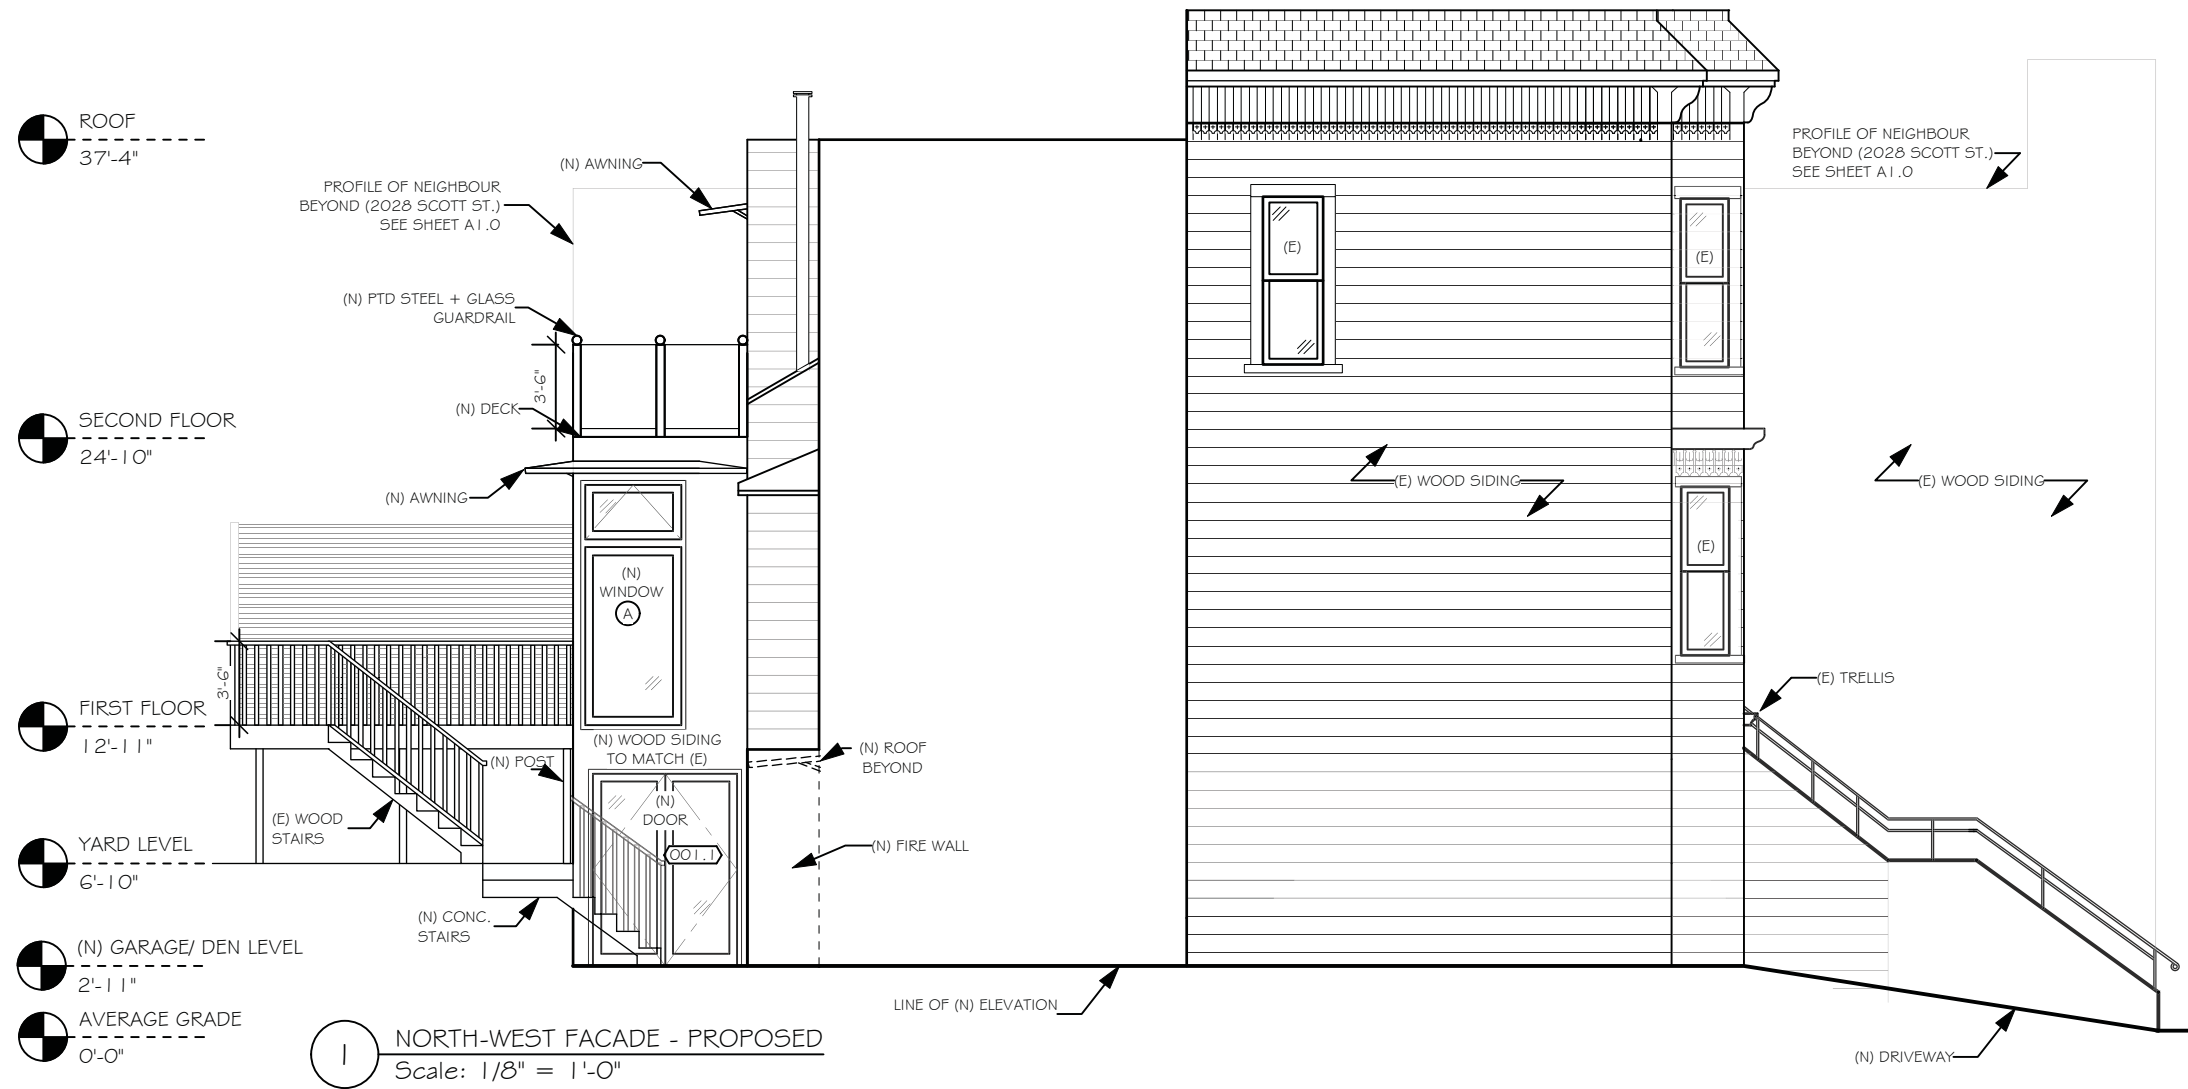 ROOF
37'-4"
SECOND FLOOR
24'-10"
FIRST FLOOR
12'-11"
YARD LEVEL
6'-10"
(N) GARAGE/ DEN LEVEL
2'-11"
AVERAGE GRADE
0'-0"
(N) AWNING
PROFILE OF NEIGHBOUR
BEYOND (2028 SCOTT ST.)
SEE SHEET A1.0
(N) PTD STEEL + GLASS
GUARDRAIL
3'-6"
(N) DECK
(N) AWNING
(N)
WINDOW
A
3'-6"
(N) WOOD SIDING
TO MATCH (E)
(N) POST
(N)
DOOR
001.1
(E) WOOD
STAIRS
(N) CONC.
STAIRS
(N) ROOF
BEYOND
(N) FIRE WALL
LINE OF (N) ELEVATION
(E)
(E)
(E) WOOD SIDING
(E)
PROFILE OF NEIGHBOUR
BEYOND (2028 SCOTT ST.)
SEE SHEET A1.0
(E) WOOD SIDING
(E) TRELLIS
(N) DRIVEWAY
1
NORTH-WEST FACADE - PROPOSED
Scale: 1/8" = 1'-0"